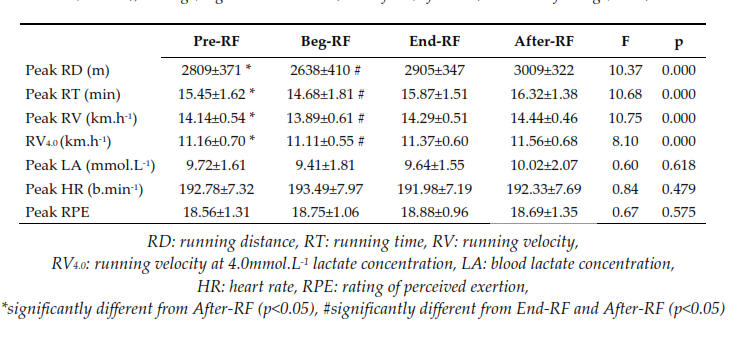 Pre-RF Beg-RF End-RF After-RF F p
Peak RD (m) 2809±371 * 2638±410 # 2905±347 3009±322 10.37 0.000
Peak RT (min) 15.45±1.62 * 14.68±1.81 # 15.87±1.51 16.32±1.38 10.68 0.000
Peak RV (km.h⁻¹) 14.14±0.54 * 13.89±0.61 # 14.29±0.51 14.44±0.46 10.75 0.000
RV₄.₀ (km.h⁻¹) 11.16±0.70 * 11.11±0.55 # 11.37±0.60 11.56±0.68 8.10 0.000
Peak LA (mmol.L⁻¹) 9.72±1.61 9.41±1.81 9.64±1.55 10.02±2.07 0.60 0.618
Peak HR (b.min⁻¹) 192.78±7.32 193.49±7.97 191.98±7.19 192.33±7.69 0.84 0.479
Peak RPE 18.56±1.31 18.75±1.06 18.88±0.96 18.69±1.35 0.67 0.575
RD: running distance, RT: running time, RV: running velocity,
RV₄.₀: running velocity at 4.0mmol.L⁻¹ lactate concentration, LA: blood lactate concentration,
HR: heart rate, RPE: rating of perceived exertion,
*significantly different from After-RF (p<0.05), #significantly different from End-RF and After-RF (p<0.05)